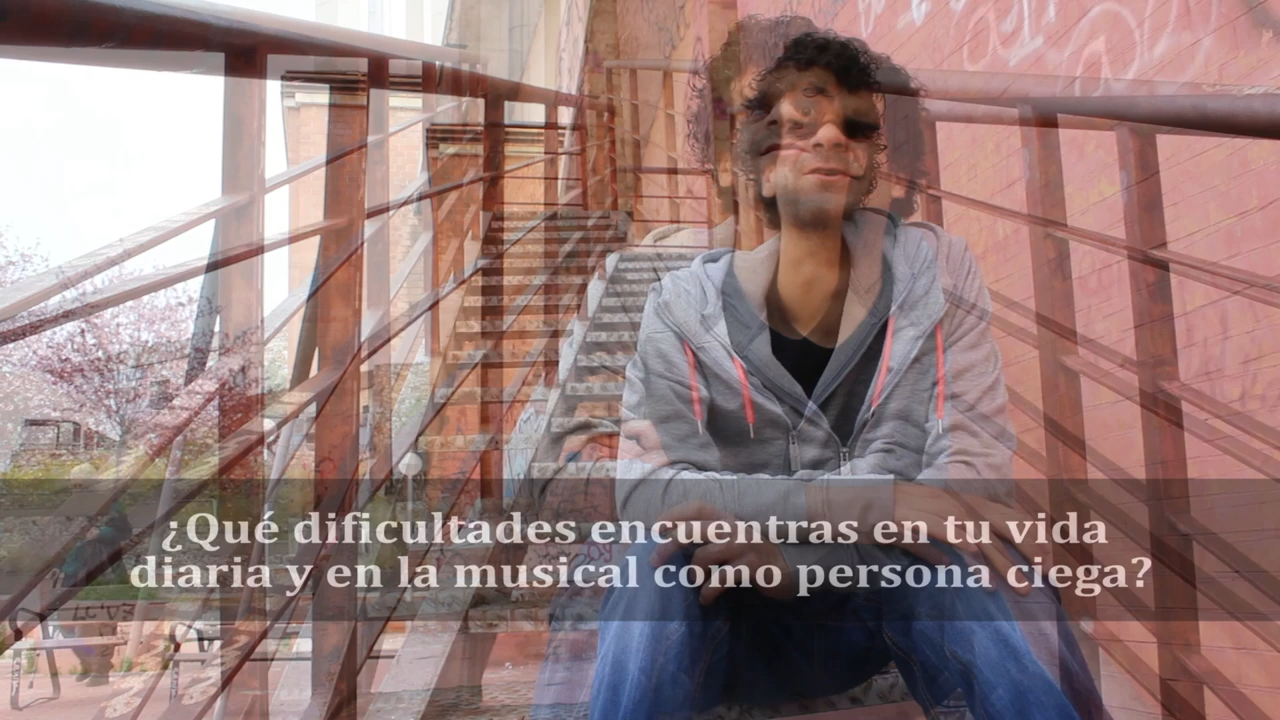 ¿Qué dificultades encuentras en tu vida
diaria y en la musical como persona ciega?